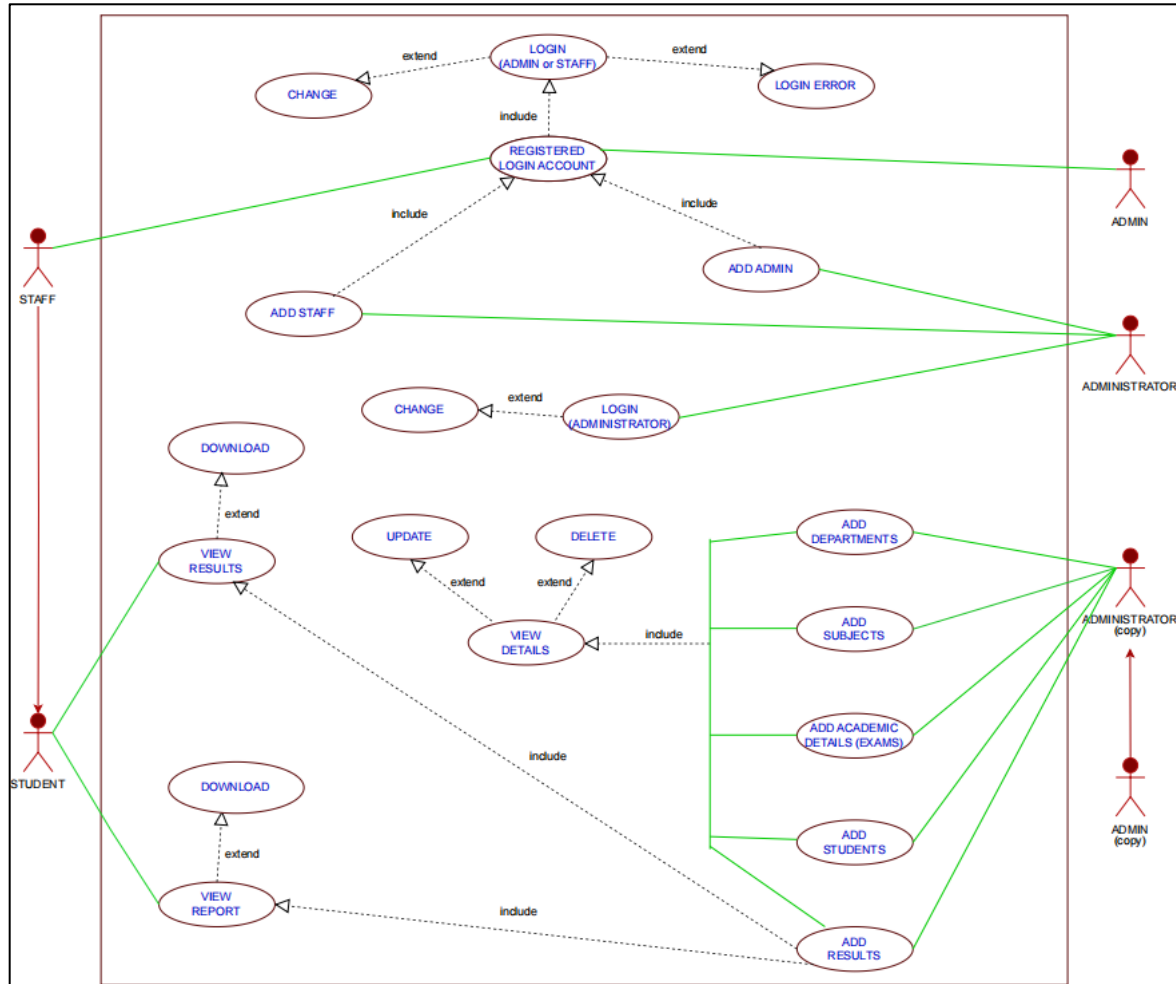 extend
LOGIN
(ADMIN or STAFF)
extend
CHANGE
LOGIN ERROR
include
REGISTERED
LOGIN ACCOUNT
include
include
ADMIN
STAFF
ADD ADMIN
ADD STAFF
ADMINISTRATOR
CHANGE
extend
LOGIN
(ADMINISTRATOR)
DOWNLOAD
extend
UPDATE
DELETE
ADD
DEPARTMENTS
VIEW
RESULTS
extend
extend
VIEW
DETAILS
include
ADD
SUBJECTS
ADMINISTRATOR
(copy)
ADD ACADEMIC
DETAILS (EXAMS)
include
STUDENT
DOWNLOAD
extend
ADD
STUDENTS
ADMIN
(copy)
VIEW
REPORT
include
ADD
RESULTS